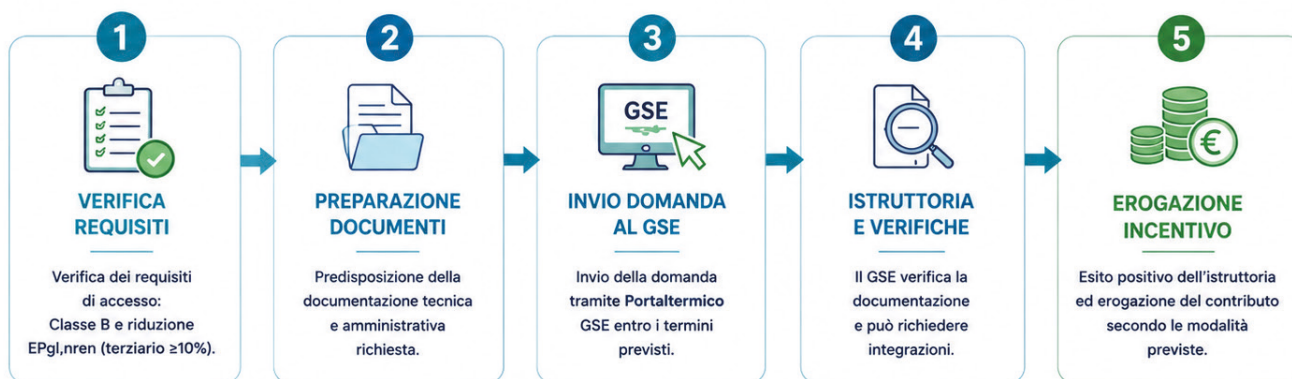 1
VERIFICA
REQUISITI
Verifica dei requisiti
di accesso:
Classe B e riduzione
EPgl,nren (terziario ≥10%).
2
PREPARAZIONE
DOCUMENTI
Predisposizione della
documentazione tecnica
e amministrativa
richiesta.
3
GSE
INVIO DOMANDA
AL GSE
Invio della domanda
tramite Portaltermico
GSE entro i termini
previsti.
4
ISTRUTTORIA
E VERIFICHE
Il GSE verifica la
documentazione
e può richiedere
integrazioni.
5
€
EROGAZIONE
INCENTIVO
Esito positivo dell'istruttoria
ed erogazione del contributo
secondo le modalità
previste.